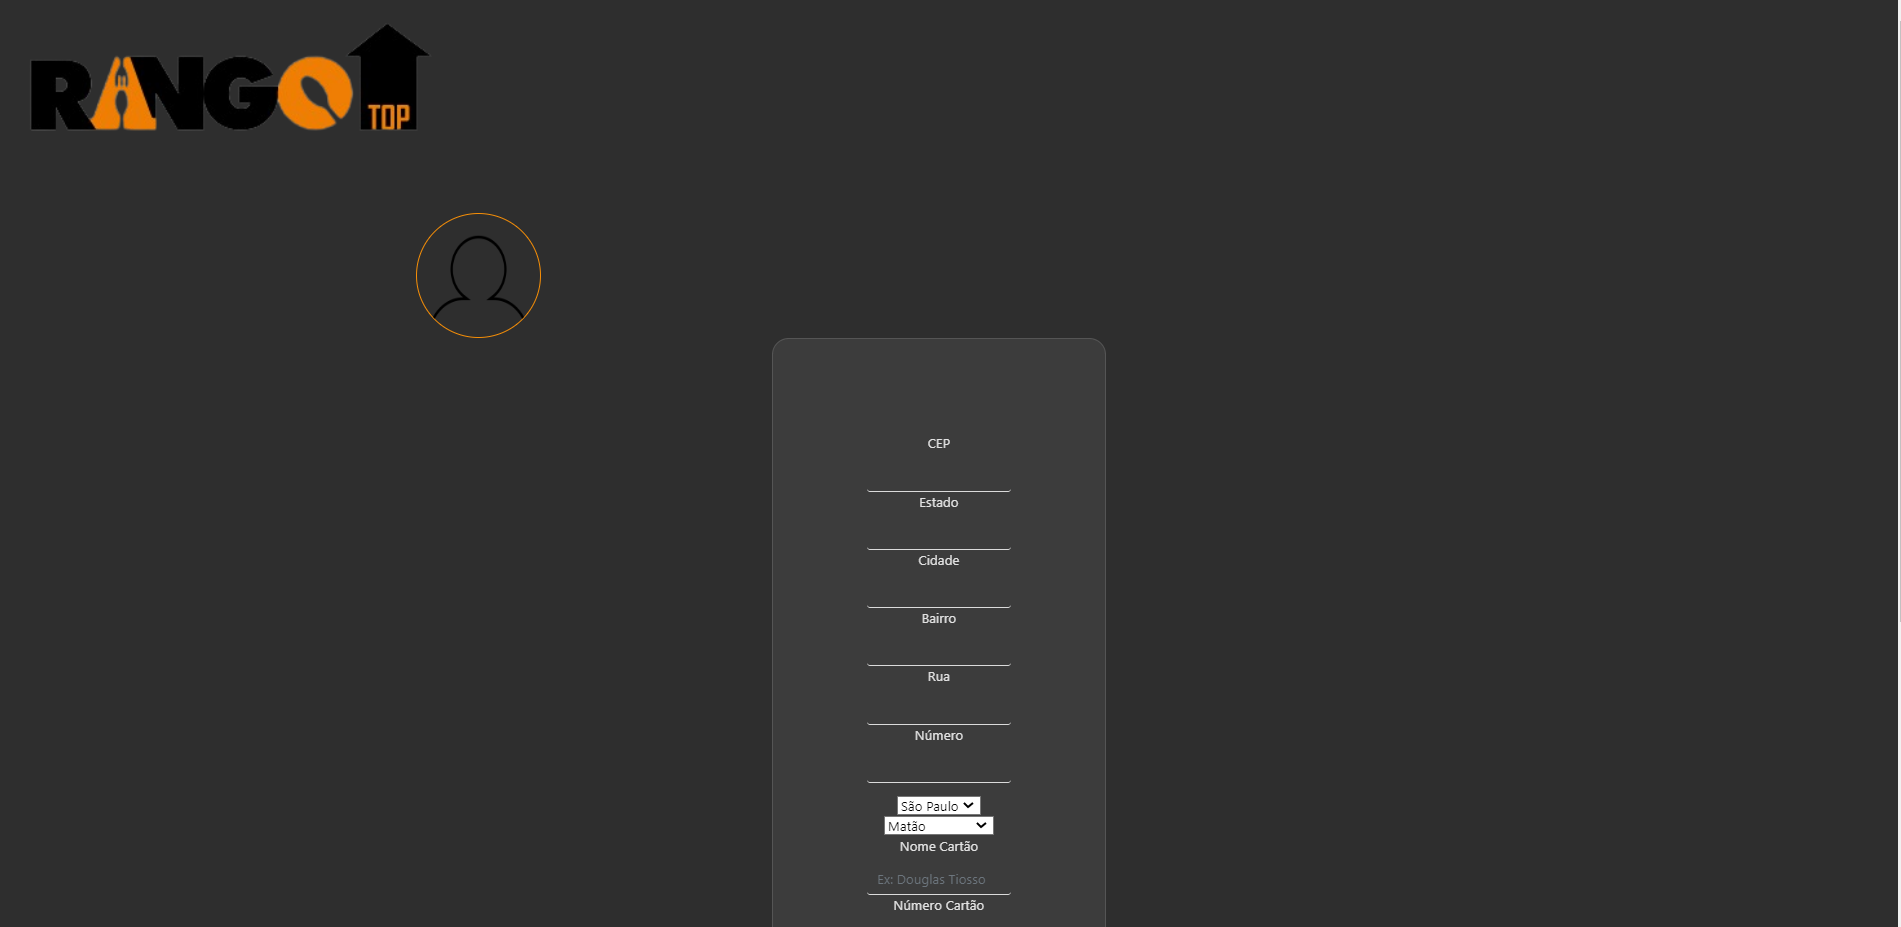 RANGO TOP
CEP
Estado
Cidade
Bairro
Rua
Número
São Paulo
Matão
Nome Cartão
Ex: Douglas Tiosso
Número Cartão